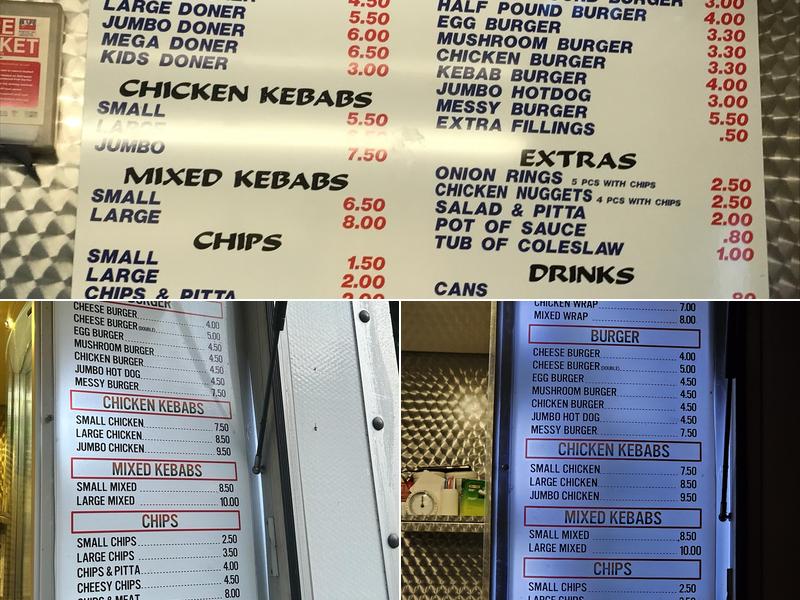 E
KET
LARGE DONER 4.50
JUMBO DONER 5.50
MEGA DONER 6.00
KIDS DONER 6.50
3.00
CHICKEN KEBABS
SMALL 5.50
LARGE
JUMBO 7.50
MIXED KEBABS
SMALL 6.50
LARGE 8.00
CHIPS
SMALL 1.50
LARGE 2.00
CHIPS & PITTA
POUND BURGER 3.00
HALF POUND BURGER 4.00
EGG BURGER 3.30
MUSHROOM BURGER 3.30
CHICKEN BURGER 3.30
KEBAB BURGER 4.00
JUMBO HOTDOG 3.00
MESSY BURGER 5.50
EXTRA FILLINGS .50
EXTRAS
ONION RINGS 5 PCS WITH CHIPS 2.50
CHICKEN NUGGETS 4 PCS WITH CHIPS 2.50
SALAD & PITTA 2.00
POT OF SAUCE .80
TUB OF COLESLAW 1.00
DRINKS
CANS .80
BURGER
CHEESE BURGER 4.00
CHEESE BURGER (DOUBLE) 5.00
EGG BURGER 4.50
MUSHROOM BURGER 4.50
CHICKEN BURGER 4.50
JUMBO HOT DOG 4.50
MESSY BURGER 7.50
CHICKEN KEBABS
SMALL CHICKEN 7.50
LARGE CHICKEN 8.50
JUMBO CHICKEN 9.50
MIXED KEBABS
SMALL MIXED 8.50
LARGE MIXED 10.00
CHIPS
SMALL CHIPS 2.50
LARGE CHIPS 3.50
CHIPS & PITTA 4.00
CHEESY CHIPS 4.50
CHIPS & MEAT 8.00
CHICKEN WRAP 7.00
MIXED WRAP 8.00
BURGER
CHEESE BURGER 4.00
CHEESE BURGER (DOUBLE) 5.00
EGG BURGER 4.50
MUSHROOM BURGER 4.50
CHICKEN BURGER 4.50
JUMBO HOT DOG 4.50
MESSY BURGER 7.50
CHICKEN KEBABS
SMALL CHICKEN 7.50
LARGE CHICKEN 8.50
JUMBO CHICKEN 9.50
MIXED KEBABS
SMALL MIXED 8.50
LARGE MIXED 10.00
CHIPS
SMALL CHIPS 2.50
LARGE CHIPS